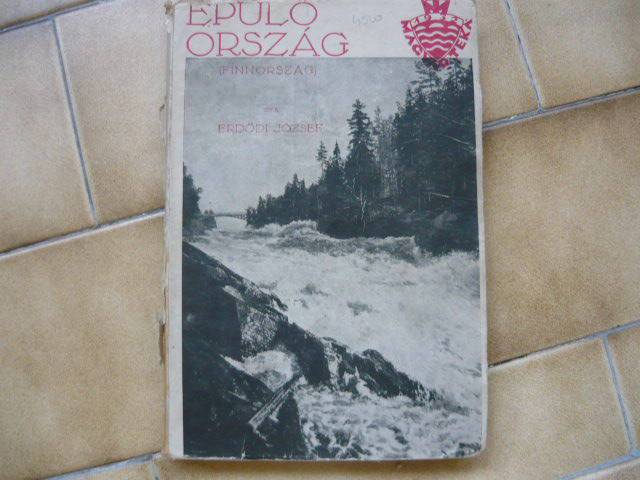 ÉPÜLŐ
ORSZÁG
(FINNORSZÁG)
ERDŐDI JÓZSEF